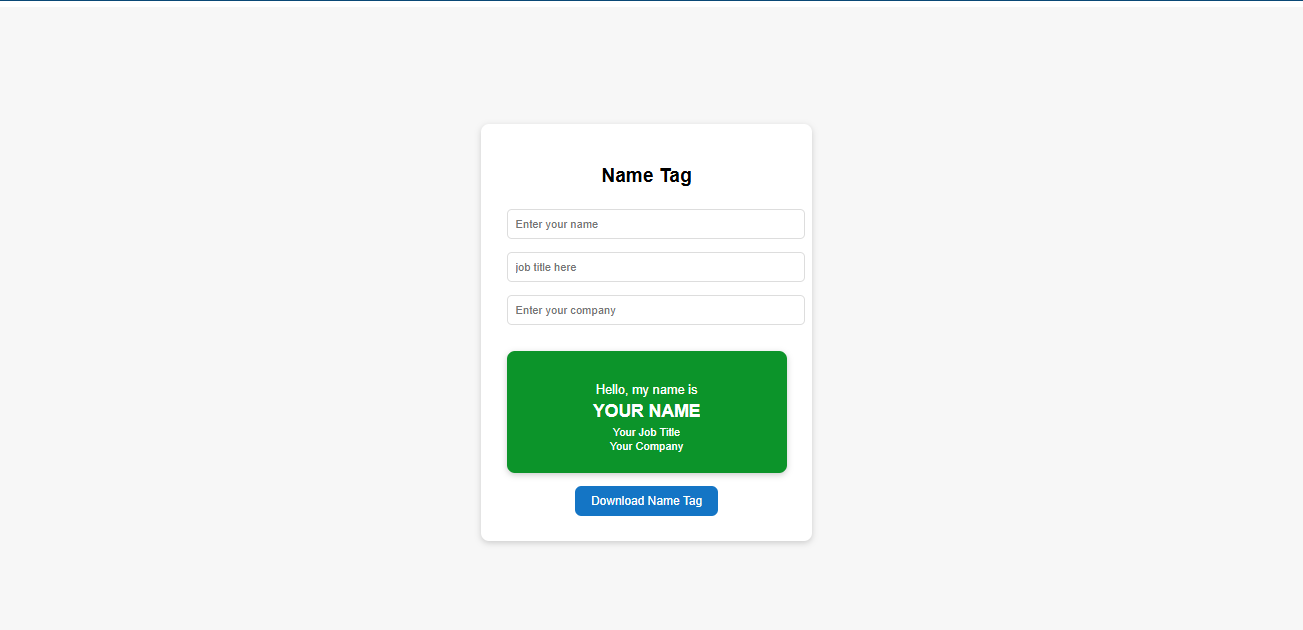 Name Tag
Enter your name
job title here
Enter your company
Hello, my name is
YOUR NAME
Your Job Title
Your Company
Download Name Tag